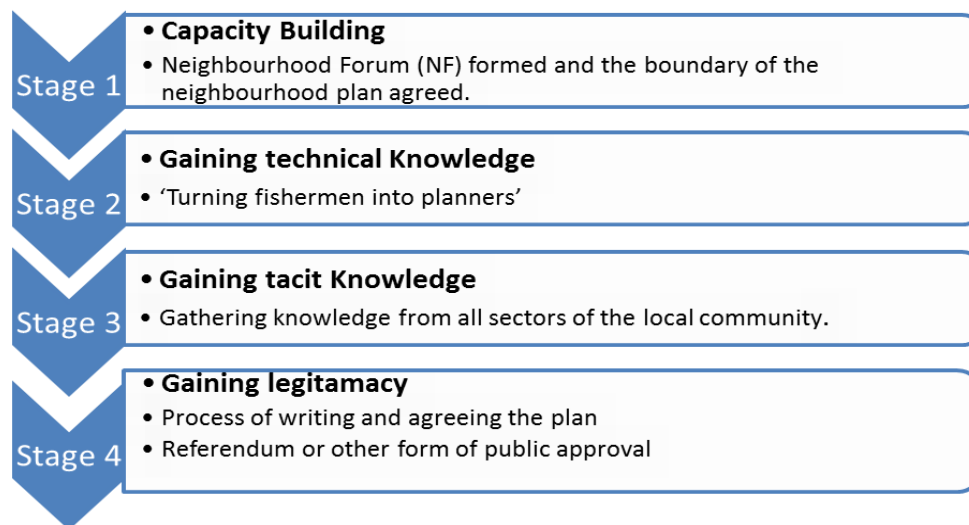 Stage 1
• Capacity Building
• Neighbourhood Forum (NF) formed and the boundary of the
neighbourhood plan agreed.
Stage 2
• Gaining technical Knowledge
• ‘Turning fishermen into planners’
Stage 3
• Gaining tacit Knowledge
• Gathering knowledge from all sectors of the local community.
Stage 4
• Gaining legitamacy
• Process of writing and agreeing the plan
• Referendum or other form of public approval